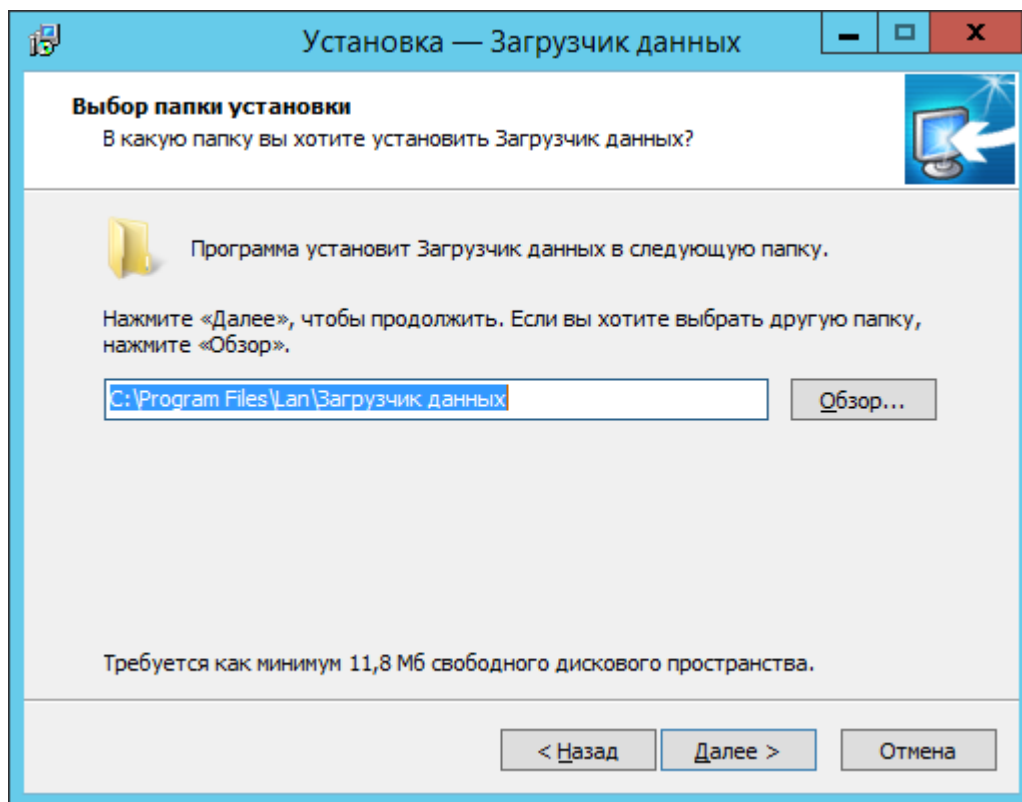 Установка — Загрузчик данных
Выбор папки установки
В какую папку вы хотите установить Загрузчик данных?
Программа установит Загрузчик данных в следующую папку.
Нажмите «Далее», чтобы продолжить. Если вы хотите выбрать другую папку,
нажмите «Обзор».
C:\Program Files\Lan\Загрузчик данных
Обзор...
Требуется как минимум 11,8 Мб свободного дискового пространства.
< Назад
Далее >
Отмена